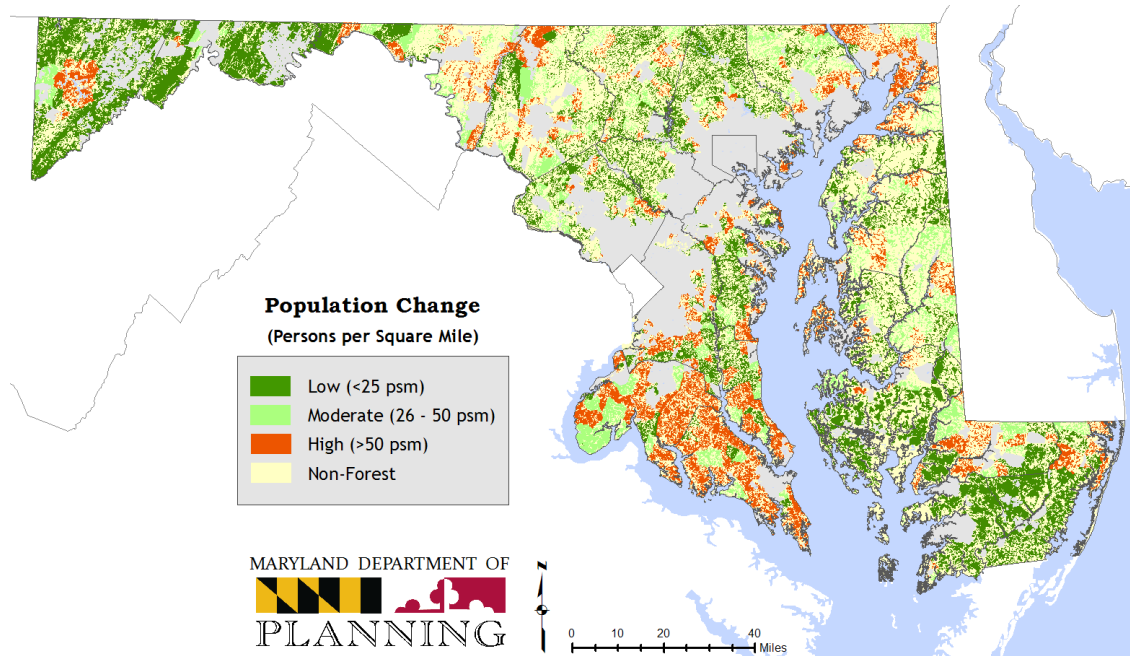 Population Change
(Persons per Square Mile)
Low (<25 psm)
Moderate (26 - 50 psm)
High (>50 psm)
Non-Forest
MARYLAND DEPARTMENT OF
PLANNING
N
0 10 20 40
Miles